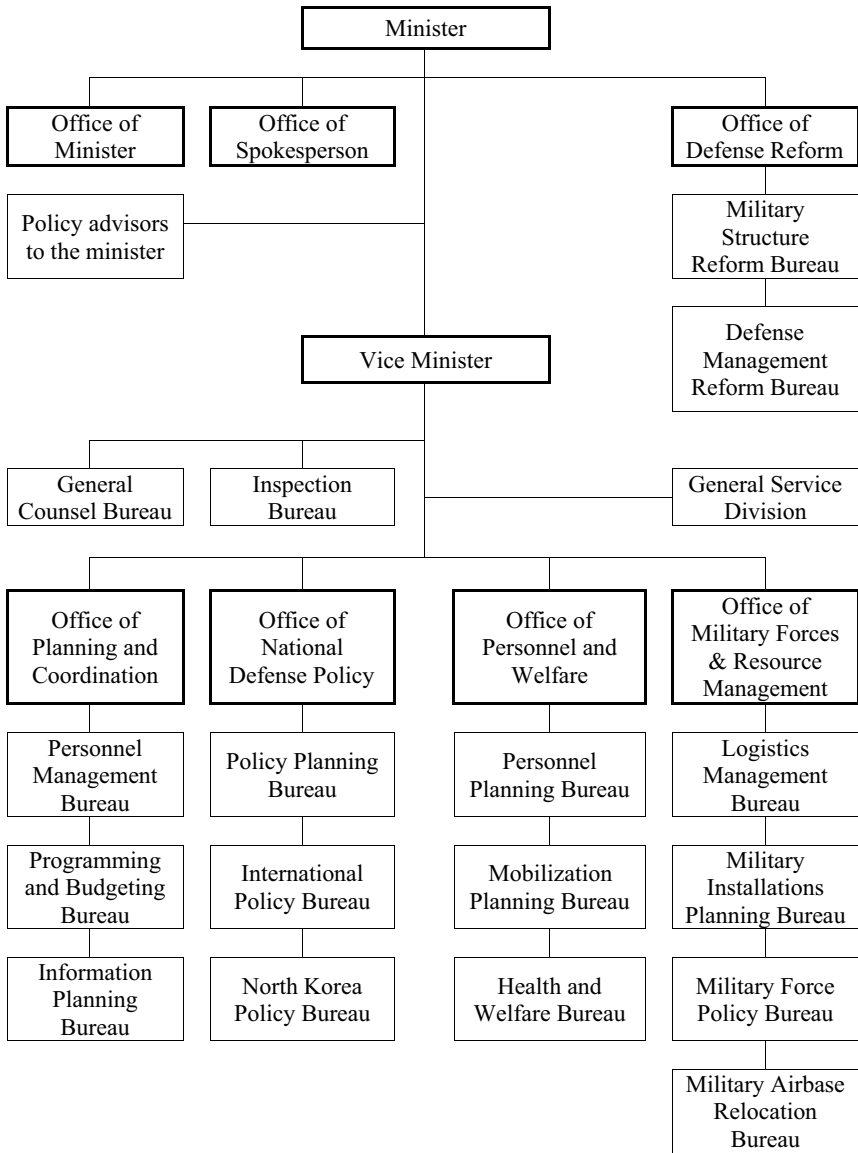 Minister
Office of
Minister
Office of
Spokesperson
Office of
Defense Reform
Policy advisors
to the minister
Military
Structure
Reform Bureau
Defense
Management
Reform Bureau
Vice Minister
General
Counsel Bureau
Inspection
Bureau
General Service
Division
Office of
Planning and
Coordination
Office of
National
Defense Policy
Office of
Personnel and
Welfare
Office of
Military Forces
& Resource
Management
Personnel
Management
Bureau
Policy Planning
Bureau
Personnel
Planning Bureau
Logistics
Management
Bureau
Programming
and Budgeting
Bureau
International
Policy Bureau
Mobilization
Planning Bureau
Military
Installations
Planning Bureau
Information
Planning
Bureau
North Korea
Policy Bureau
Health and
Welfare Bureau
Military Force
Policy Bureau
Military Airbase
Relocation
Bureau